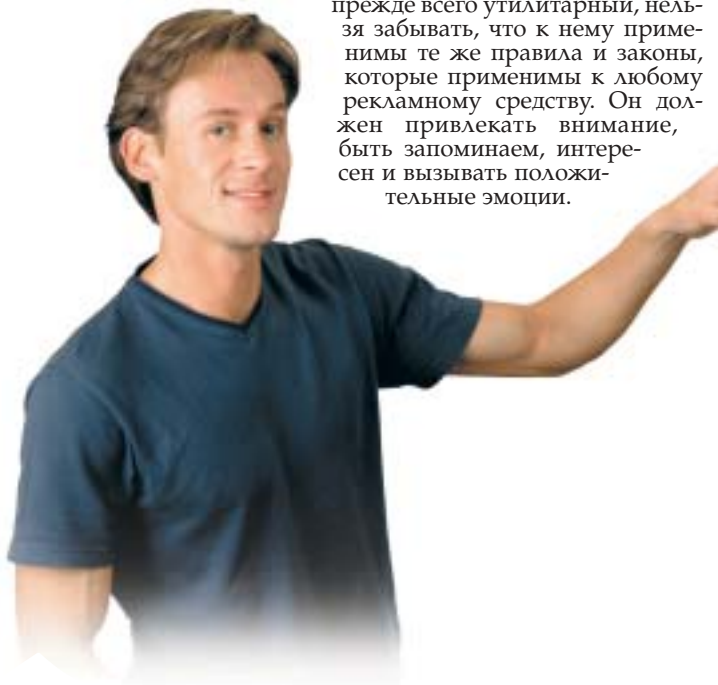 прежде всего утилитарный, нель-
зя забывать, что к нему приме-
нимы те же правила и законы,
которые применимы к любому
рекламному средству. Он дол-
жен привлекать внимание,
быть запоминаем, интере-
сен и вызывать положи-
тельные эмоции.